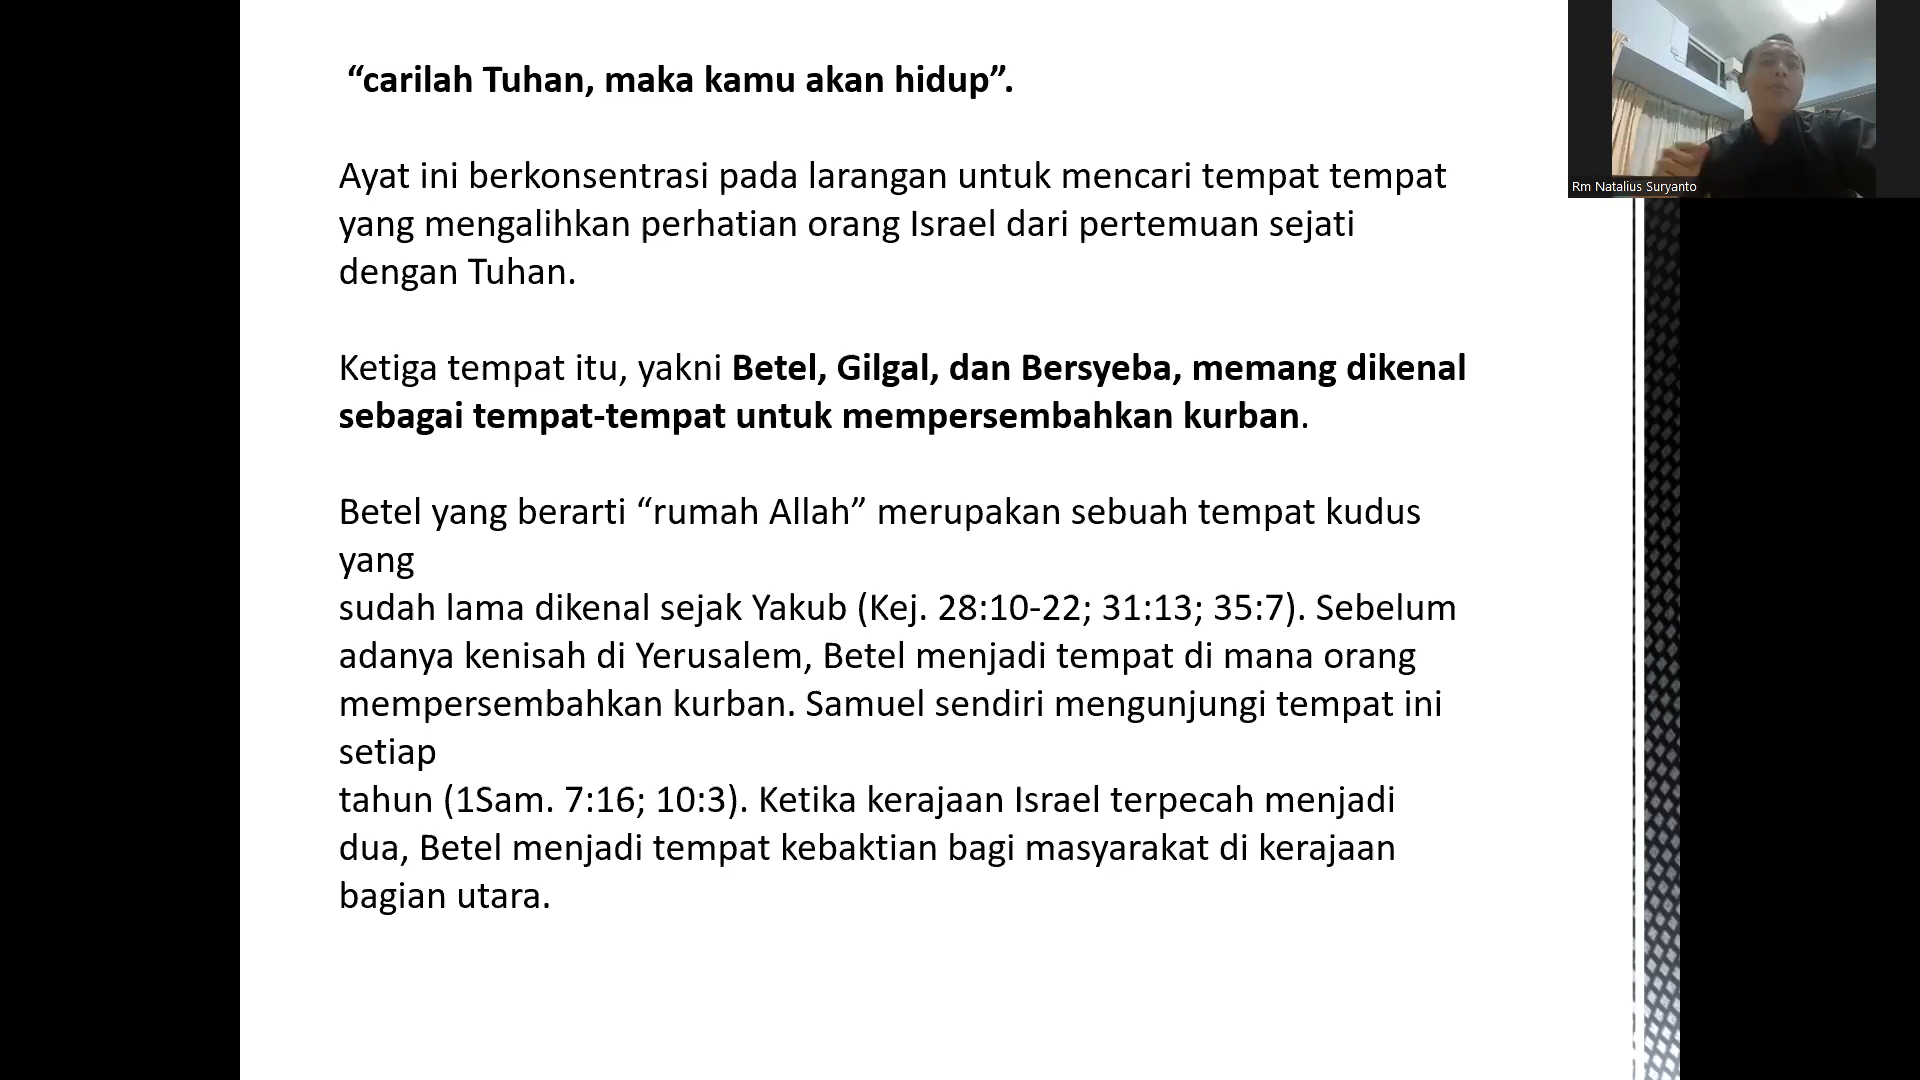 “carilah Tuhan, maka kamu akan hidup”.
Ayat ini berkonsentrasi pada larangan untuk mencari tempat tempat
yang mengalihkan perhatian orang Israel dari pertemuan sejati
dengan Tuhan.
Ketiga tempat itu, yakni Betel, Gilgal, dan Bersyeba, memang dikenal
sebagai tempat-tempat untuk mempersembahkan kurban.
Betel yang berarti “rumah Allah” merupakan sebuah tempat kudus
yang
sudah lama dikenal sejak Yakub (Kej. 28:10-22; 31:13; 35:7). Sebelum
adanya kenisah di Yerusalem, Betel menjadi tempat di mana orang
mempersembahkan kurban. Samuel sendiri mengunjungi tempat ini
setiap
tahun (1Sam. 7:16; 10:3). Ketika kerajaan Israel terpecah menjadi
dua, Betel menjadi tempat kebaktian bagi masyarakat di kerajaan
bagian utara.
Rm Natalius Suryanto